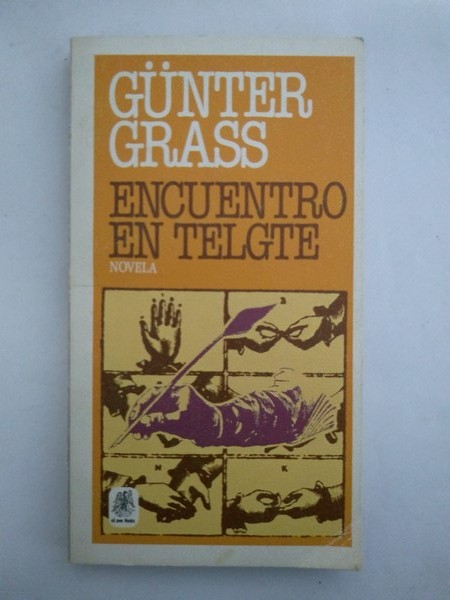 GÜNTER
GRASS
ENCUENTRO
EN TELGTE
NOVELA
B
N K